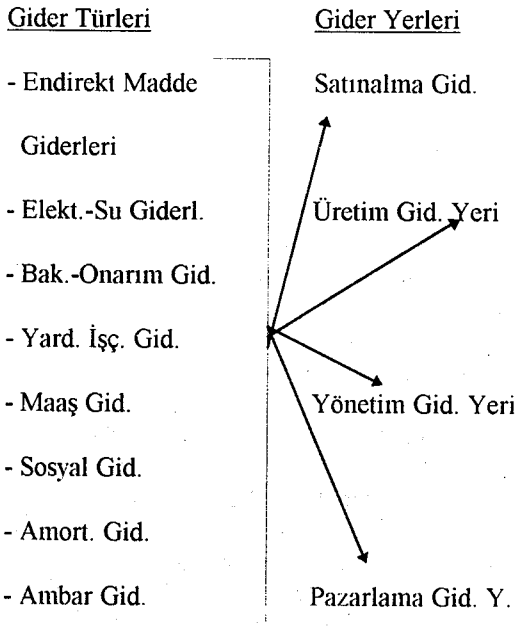 Gider Türleri
- Endirekt Madde
Giderleri
- Elekt.-Su Giderl.
- Bak.-Onarım Gid.
- Yard. İşç. Gid.
- Maaş Gid.
- Sosyal Gid.
- Amort. Gid.
- Ambar Gid.
Gider Yerleri
Satınalma Gid.
Üretim Gid. Yeri
Yönetim Gid. Yeri
Pazarlama Gid. Y.